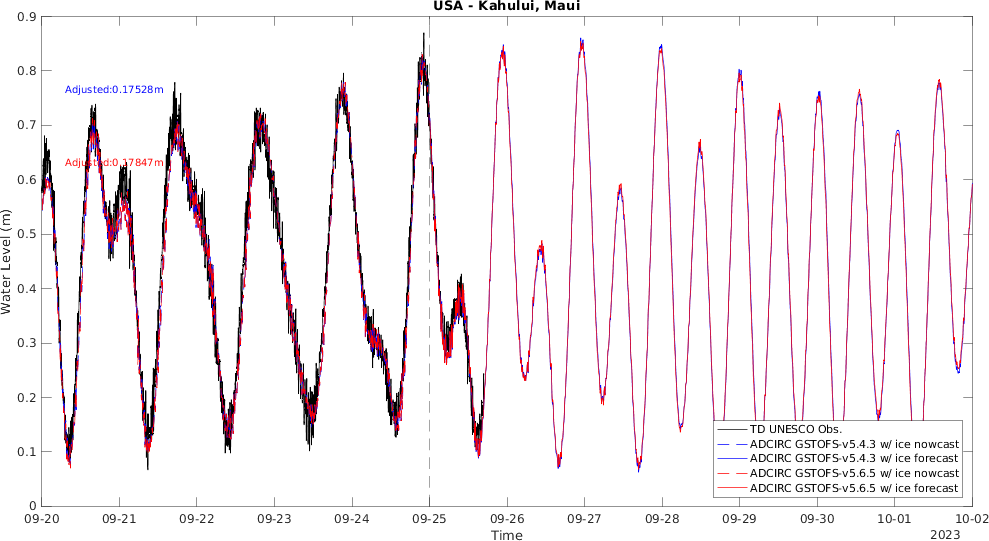 USA - Kahului, Maui
0.9
0.8
0.7
0.6
0.5
0.4
0.3
0.2
0.1
0
Water Level (m)
Adjusted:0.17528m
Adjusted:0.17847m
TD UNESCO Obs.
ADCIRC GSTOFS-v5.4.3 w/ ice nowcast
ADCIRC GSTOFS-v5.4.3 w/ ice forecast
ADCIRC GSTOFS-v5.6.5 w/ ice nowcast
ADCIRC GSTOFS-v5.6.5 w/ ice forecast
09-20 09-21 09-22 09-23 09-24 09-25 09-26 09-27 09-28 09-29 09-30 10-01 10-02
Time
2023